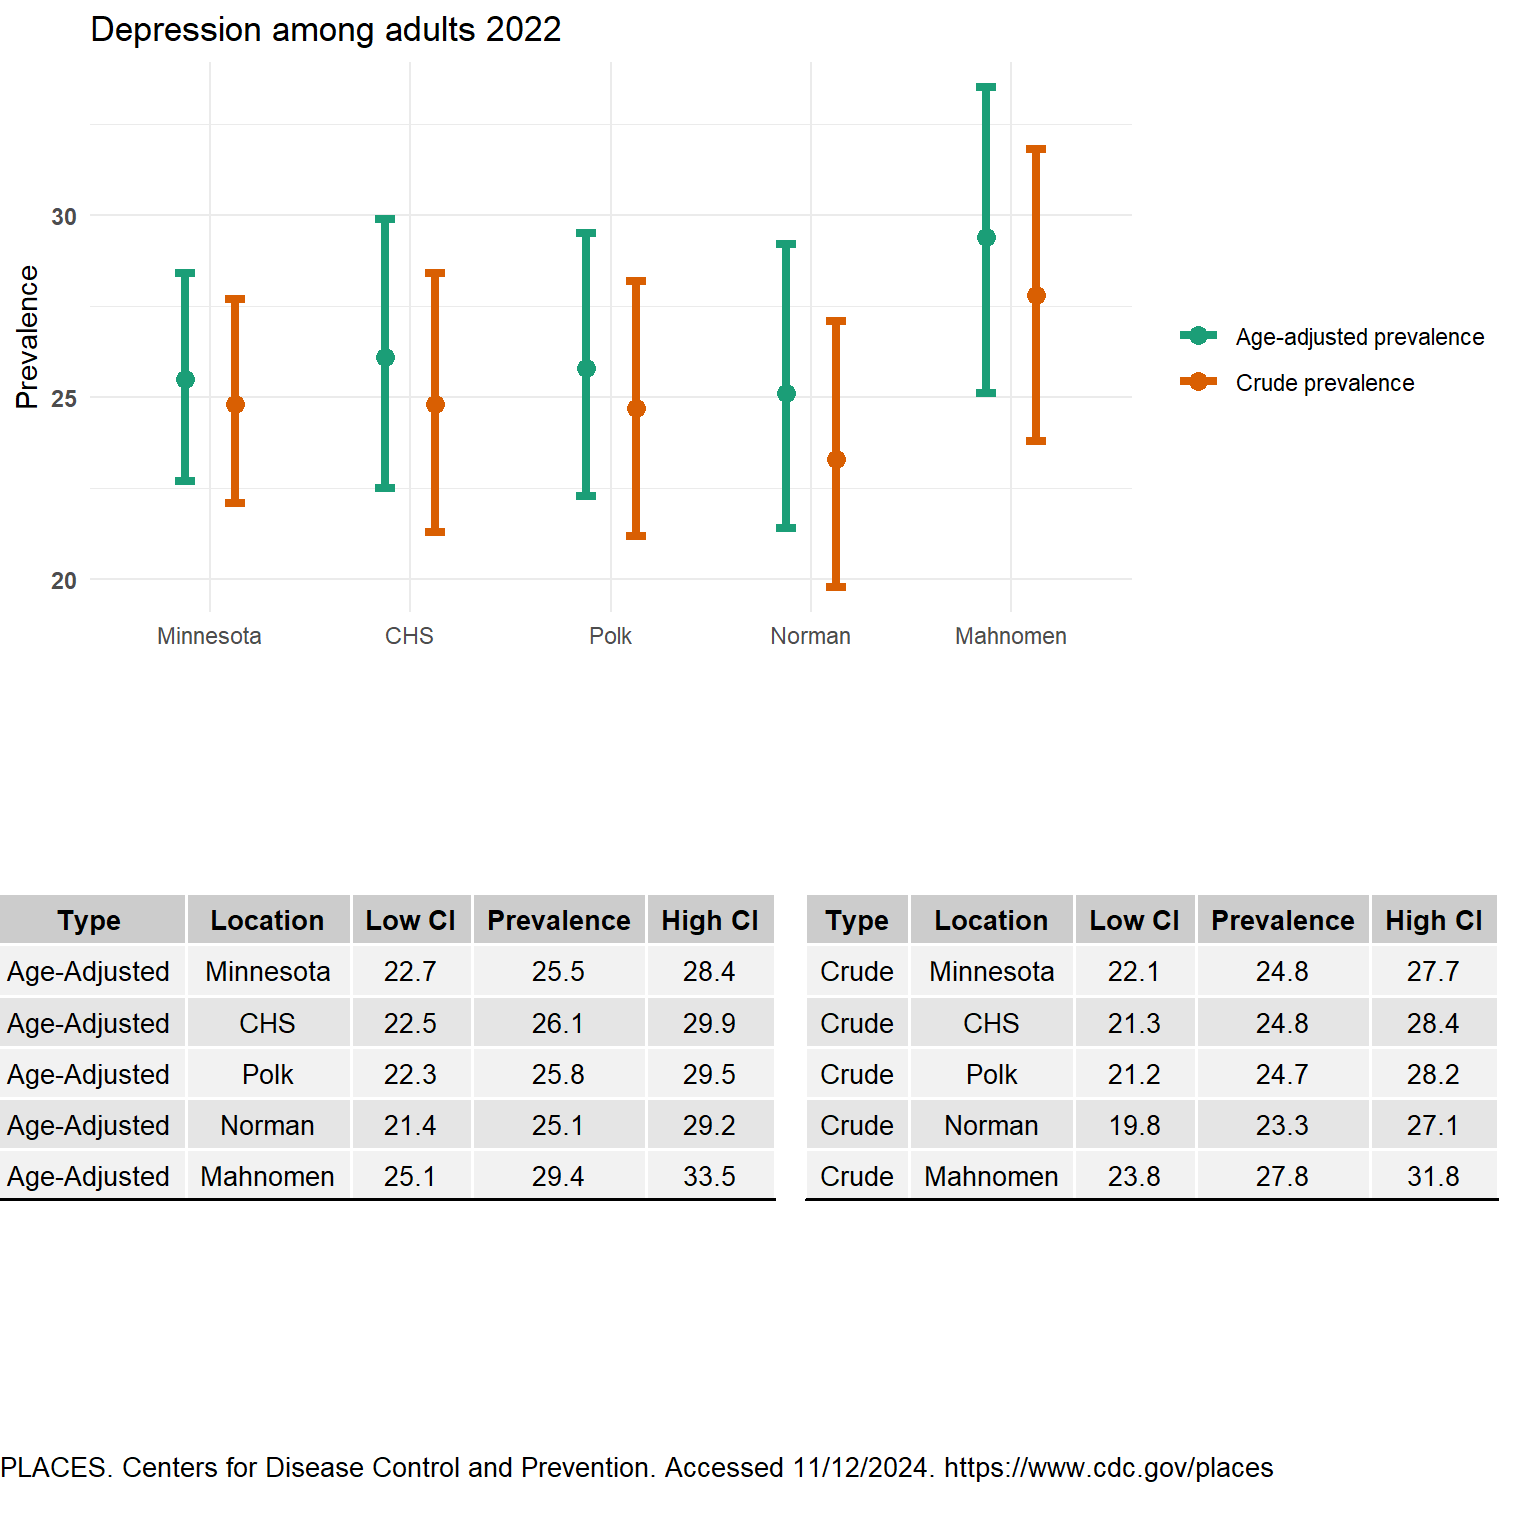 Depression among adults 2022
Prevalence
30
25
20
Minnesota CHS Polk Norman Mahnomen
Age-adjusted prevalence
Crude prevalence
Type Location Low CI Prevalence High CI
Age-Adjusted Minnesota 22.7 25.5 28.4
Age-Adjusted CHS 22.5 26.1 29.9
Age-Adjusted Polk 22.3 25.8 29.5
Age-Adjusted Norman 21.4 25.1 29.2
Age-Adjusted Mahnomen 25.1 29.4 33.5
Type Location Low CI Prevalence High CI
Crude Minnesota 22.1 24.8 27.7
Crude CHS 21.3 24.8 28.4
Crude Polk 21.2 24.7 28.2
Crude Norman 19.8 23.3 27.1
Crude Mahnomen 23.8 27.8 31.8
PLACES. Centers for Disease Control and Prevention. Accessed 11/12/2024. https://www.cdc.gov/places